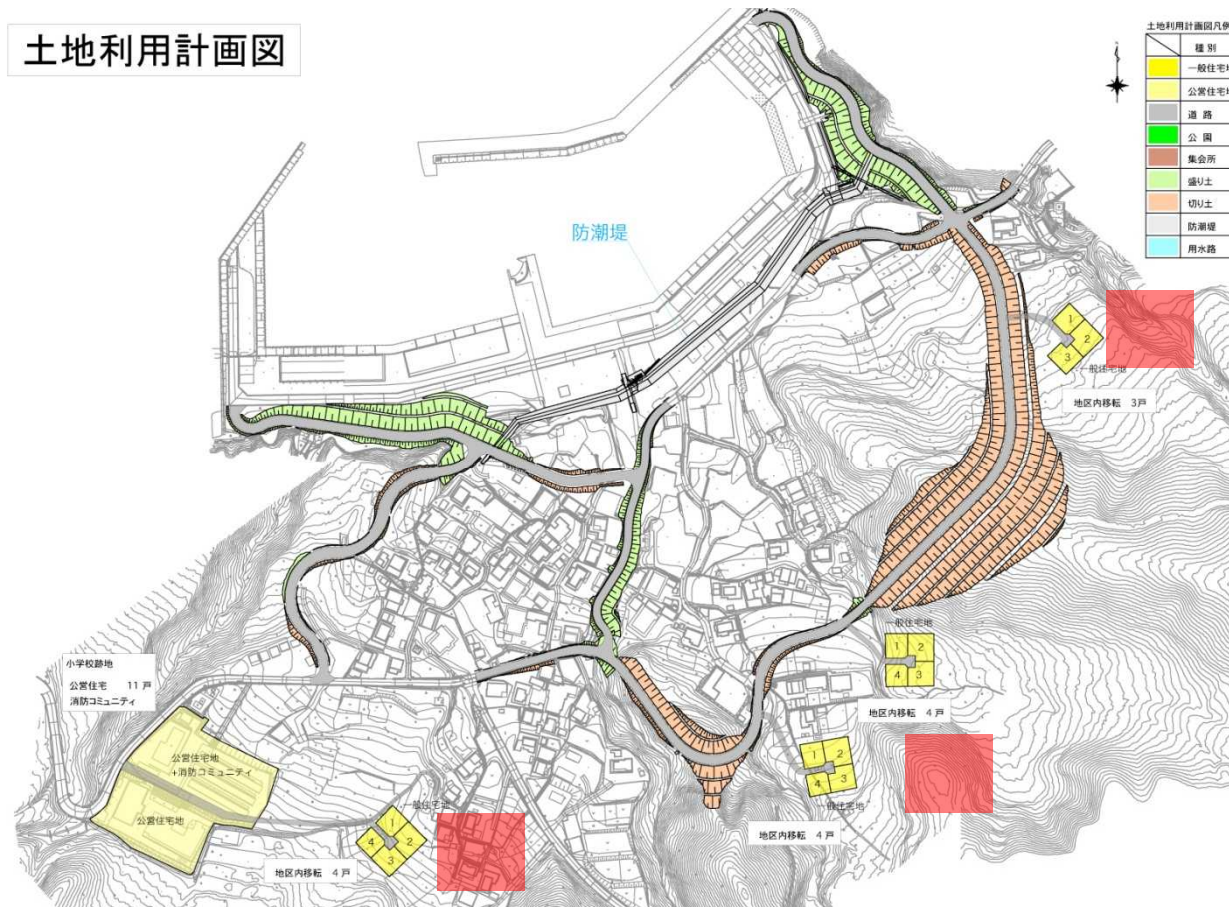 土地利用計画図
土地利用計画図凡例
種 別
一般住宅地
公営住宅地
道 路
公 園
集会所
盛り土
切り土
防潮堤
用水路
防潮堤
1
2
3
一般住宅地
地区内移転 3戸
一般住宅地
1 2
4 3
地区内移転 4戸
1 2
4 3
一般住宅地
地区内移転 4戸
小学校跡地
公営住宅 11戸
消防コミュニティ
公営住宅地
+消防コミュニティ
公営住宅地
一般住宅地
1
4 2
3
地区内移転 4戸